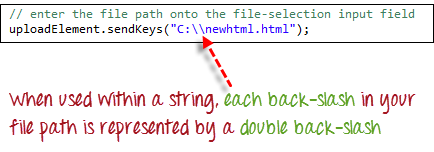 // enter the file path onto the file-selection input field
uploadElement.sendKeys("C:\\newhtml.html");
When used within a string, each back-slash in your
file path is represented by a double back-slash